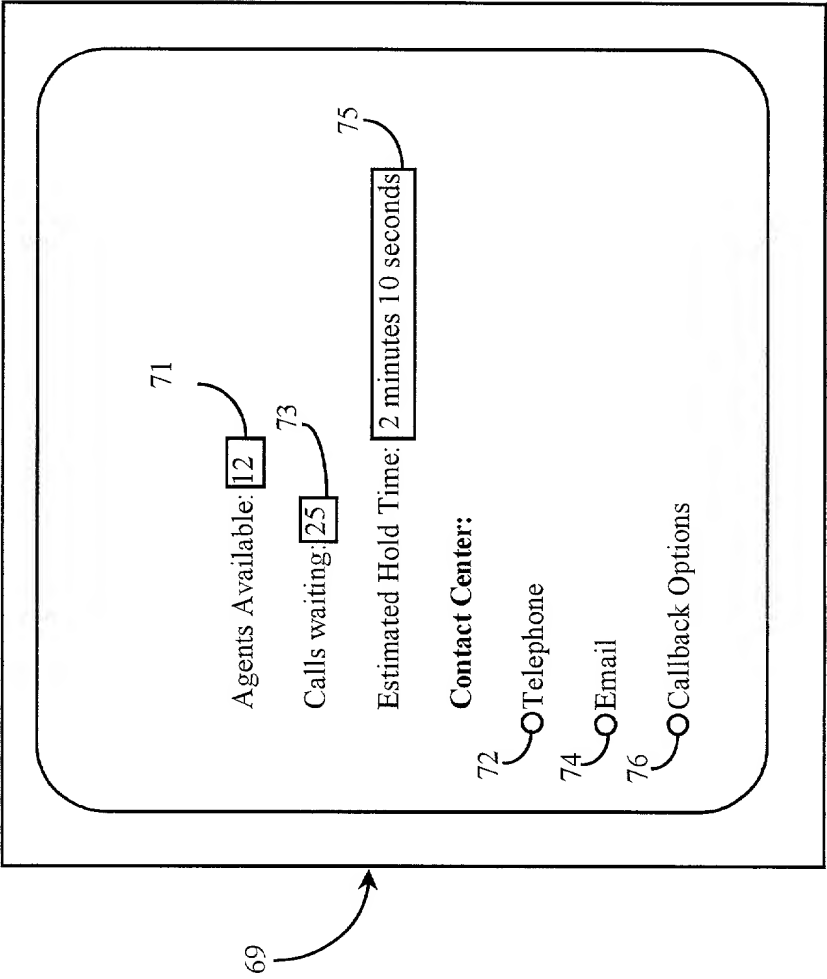 71
Agents Available: 12
73
Calls waiting: 25
75
Estimated Hold Time: 2 minutes 10 seconds
Contact Center:
72
Telephone
74
Email
76
Callback Options
69